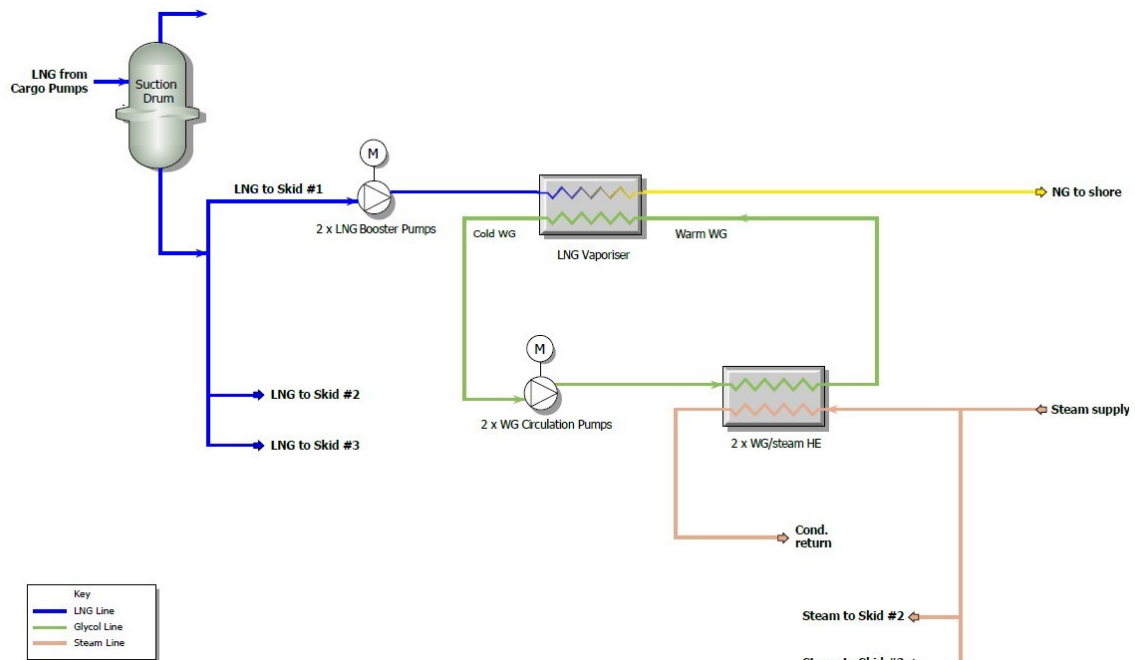 LNG from
Cargo Pumps
Suction
Drum
M
LNG to Skid #1
2 x LNG Booster Pumps
NG to shore
Cold WG
Warm WG
LNG Vaporiser
M
LNG to Skid #2
2 x WG Circulation Pumps
Steam supply
LNG to Skid #3
2 x WG/steam HE
Cond.
return
Key
LNG Line
Glycol Line
Steam Line
Steam to Skid #2